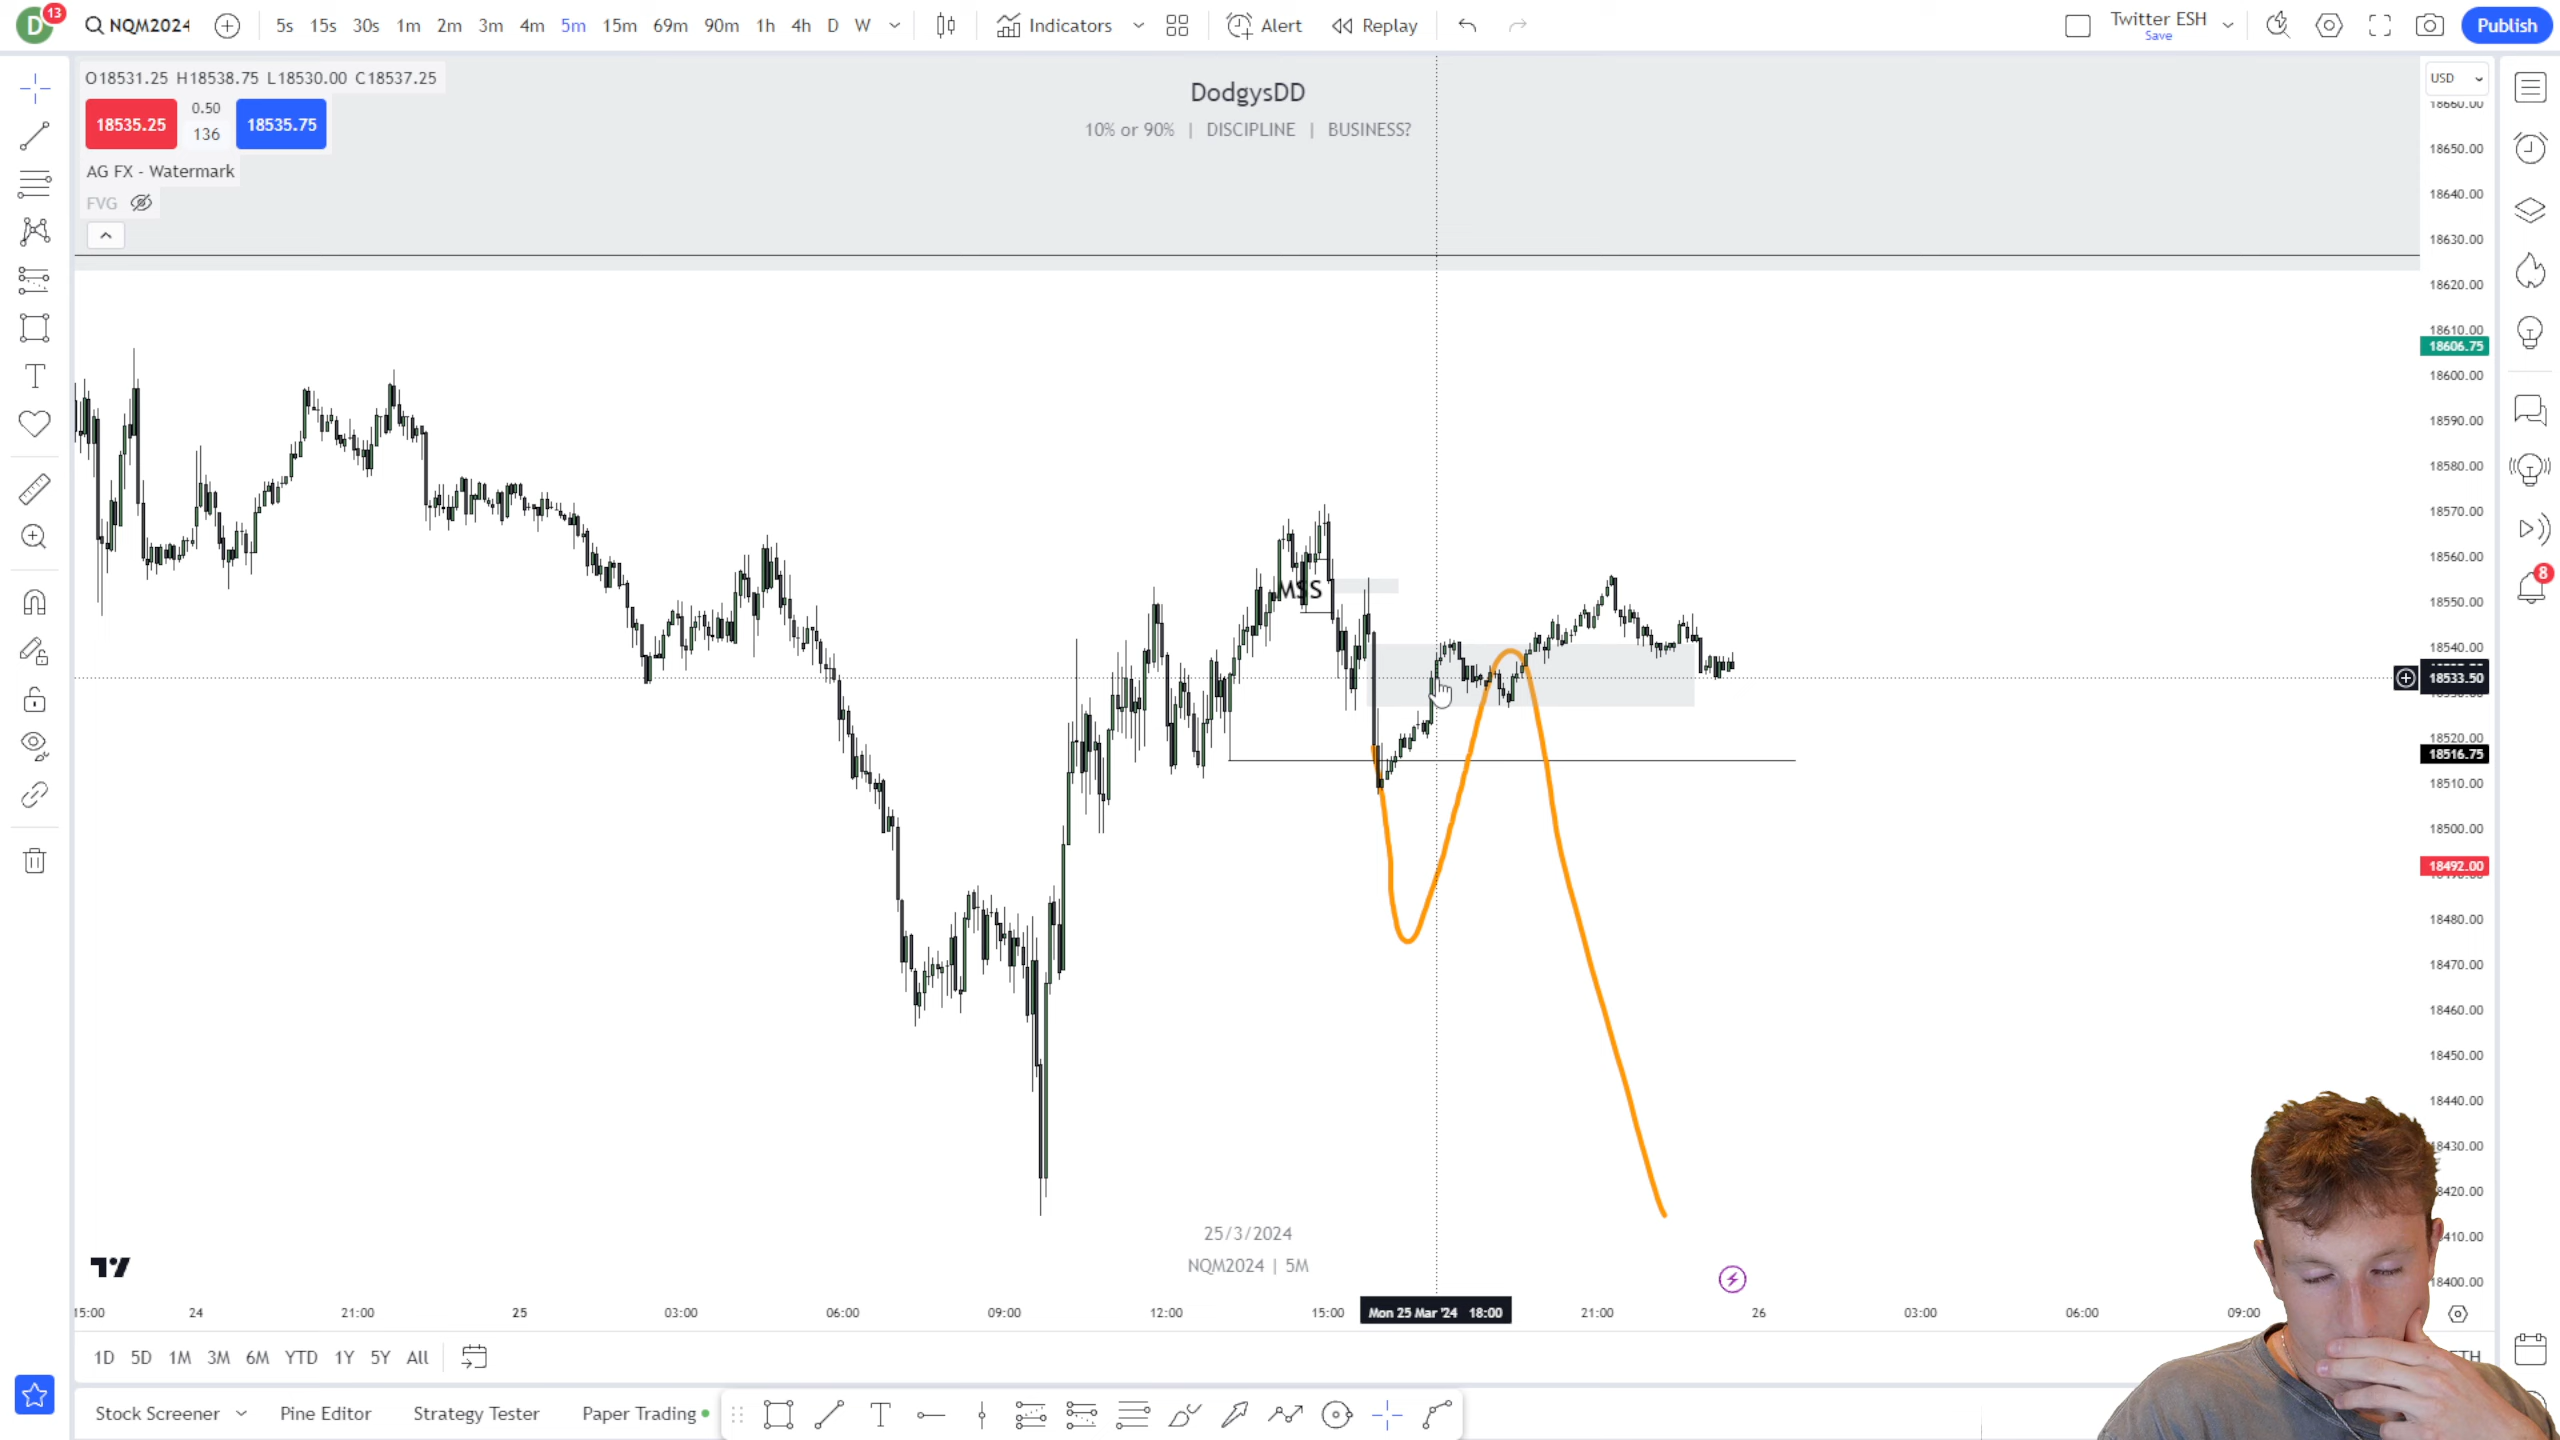 D 13 NQM2024 5s 15s 30s 1m 2m 3m 4m 5m 15m 69m 90m 1h 4h D W Indicators Alert Replay Twitter ESH Publish
Save
O18531.25 H18538.75 L18530.00 C18537.25
USD
18535.25 0.50 18535.75
136
AG FX - Watermark
FVG
DodgysDD
10% or 90% | DISCIPLINE | BUSINESS?
18660.00
18650.00
18640.00
18630.00
18620.00
18610.00
18606.75
18600.00
18590.00
18580.00
18570.00
18560.00
MSS
8
18550.00
18540.00
18533.50
18520.00
18516.75
18510.00
18500.00
18492.00
18480.00
18470.00
18460.00
18450.00
18440.00
18430.00
18420.00
18410.00
18400.00
25/3/2024
NQM2024 | 5M
15:00 24 21:00 25 03:00 06:00 09:00 12:00 15:00 Mon 25 Mar '24 18:00 21:00 26 03:00 06:00 09:00
1D 5D 1M 3M 6M YTD 1Y 5Y All
Stock Screener Pine Editor Strategy Tester Paper Trading